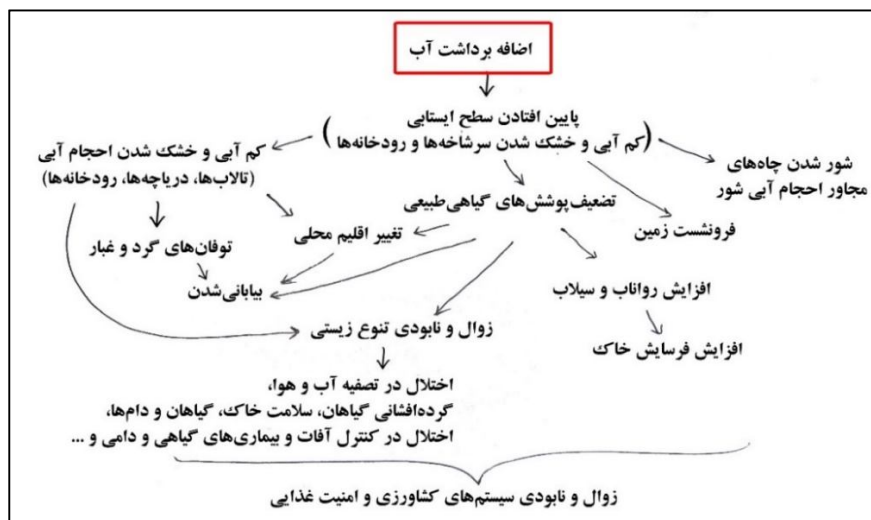 اضافه برداشت آب
پایین افتادن سطح ایستابی
(کم آبی و خشک شدن سرشاخه‌ها و رودخانه‌ها)
کم آبی و خشک شدن احجام آبی
(تالاب‌ها، دریاچه‌ها، رودخانه‌ها)
شور شدن چاه‌های
مجاور احجام آبی شور
تضعیف پوشش‌های گیاهی طبیعی
فرونشست زمین
تغییر اقلیم محلی
توفان‌های گرد و غبار
بیابانی‌شدن
افزایش رواناب و سیلاب
زوال و نابودی تنوع زیستی
افزایش فرسایش خاک
اختلال در تصفیه آب و هوا،
گرده‌افشانی گیاهان، سلامت خاک، گیاهان و دام‌ها،
اختلال در کنترل آفات و بیماری‌های گیاهی و دامی و ...
زوال و نابودی سیستم‌های کشاورزی و امنیت غذایی